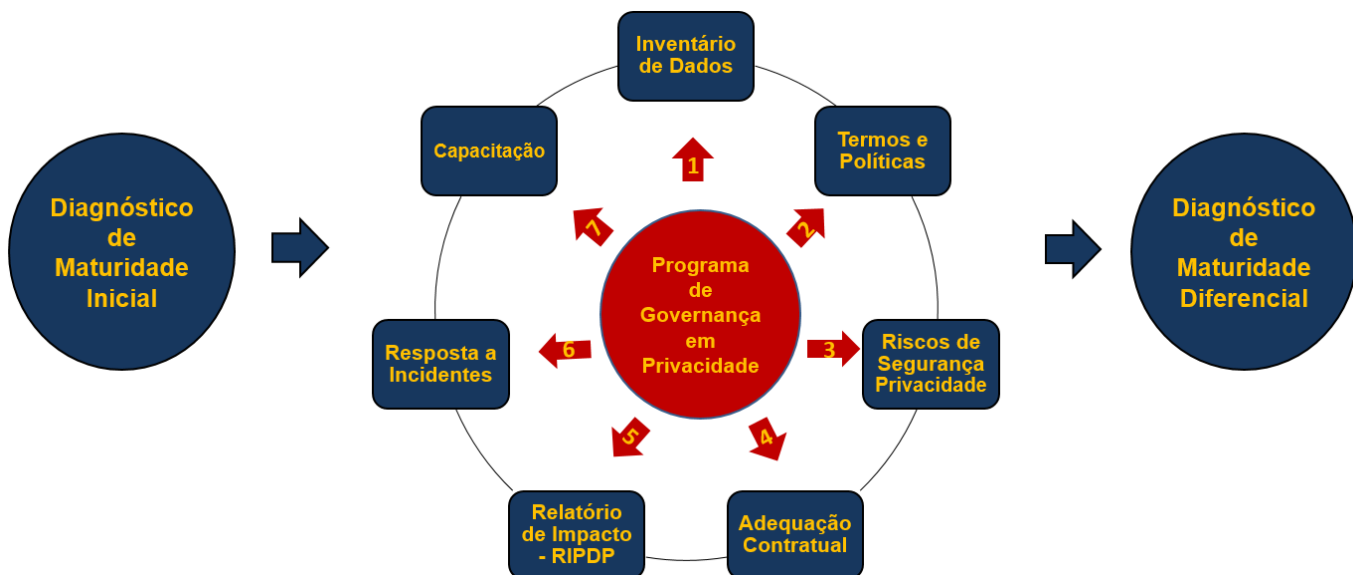 Diagnóstico
de
Maturidade
Inicial
Inventário
de Dados
Termos e
Políticas
Riscos de
Segurança
Privacidade
Adequação
Contratual
Relatório
de Impacto
- RIPDP
Resposta a
Incidentes
Capacitação
1
2
3
4
5
6
7
Programa
de
Governança
em
Privacidade
Diagnóstico
de
Maturidade
Diferencial